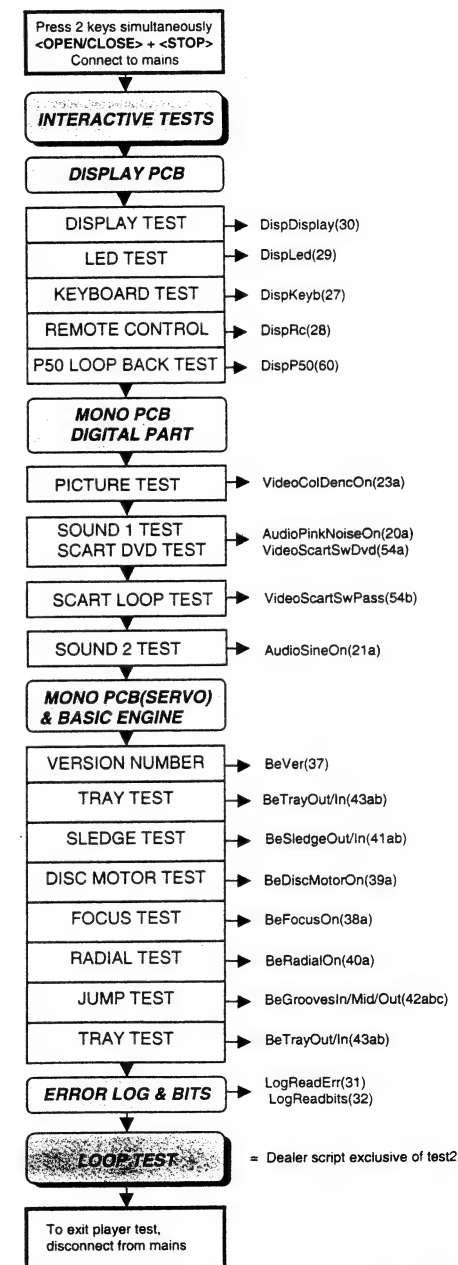 Press 2 keys simultaneously
<OPEN/CLOSE> + <STOP>
Connect to mains
INTERACTIVE TESTS
DISPLAY PCB
DISPLAY TEST
DispDisplay(30)
LED TEST
DispLed(29)
KEYBOARD TEST
DispKeyb(27)
REMOTE CONTROL
DispRc(28)
P50 LOOP BACK TEST
DispP50(60)
MONO PCB
DIGITAL PART
PICTURE TEST
VideoColDencOn(23a)
SOUND 1 TEST
SCART DVD TEST
AudioPinkNoiseOn(20a)
VideoScartSwDvd(54a)
SCART LOOP TEST
VideoScartSwPass(54b)
SOUND 2 TEST
AudioSineOn(21a)
MONO PCB(SERVO)
& BASIC ENGINE
VERSION NUMBER
BeVer(37)
TRAY TEST
BeTrayOut/In(43ab)
SLEDGE TEST
BeSledgeOut/In(41ab)
DISC MOTOR TEST
BeDiscMotorOn(39a)
FOCUS TEST
BeFocusOn(38a)
RADIAL TEST
BeRadialOn(40a)
JUMP TEST
BeGroovesIn/Mid/Out(42abc)
TRAY TEST
BeTrayOut/In(43ab)
ERROR LOG & BITS
LogReadErr(31)
LogReadbits(32)
LOOP TEST
= Dealer script exclusive of test2
To exit player test,
disconnect from mains